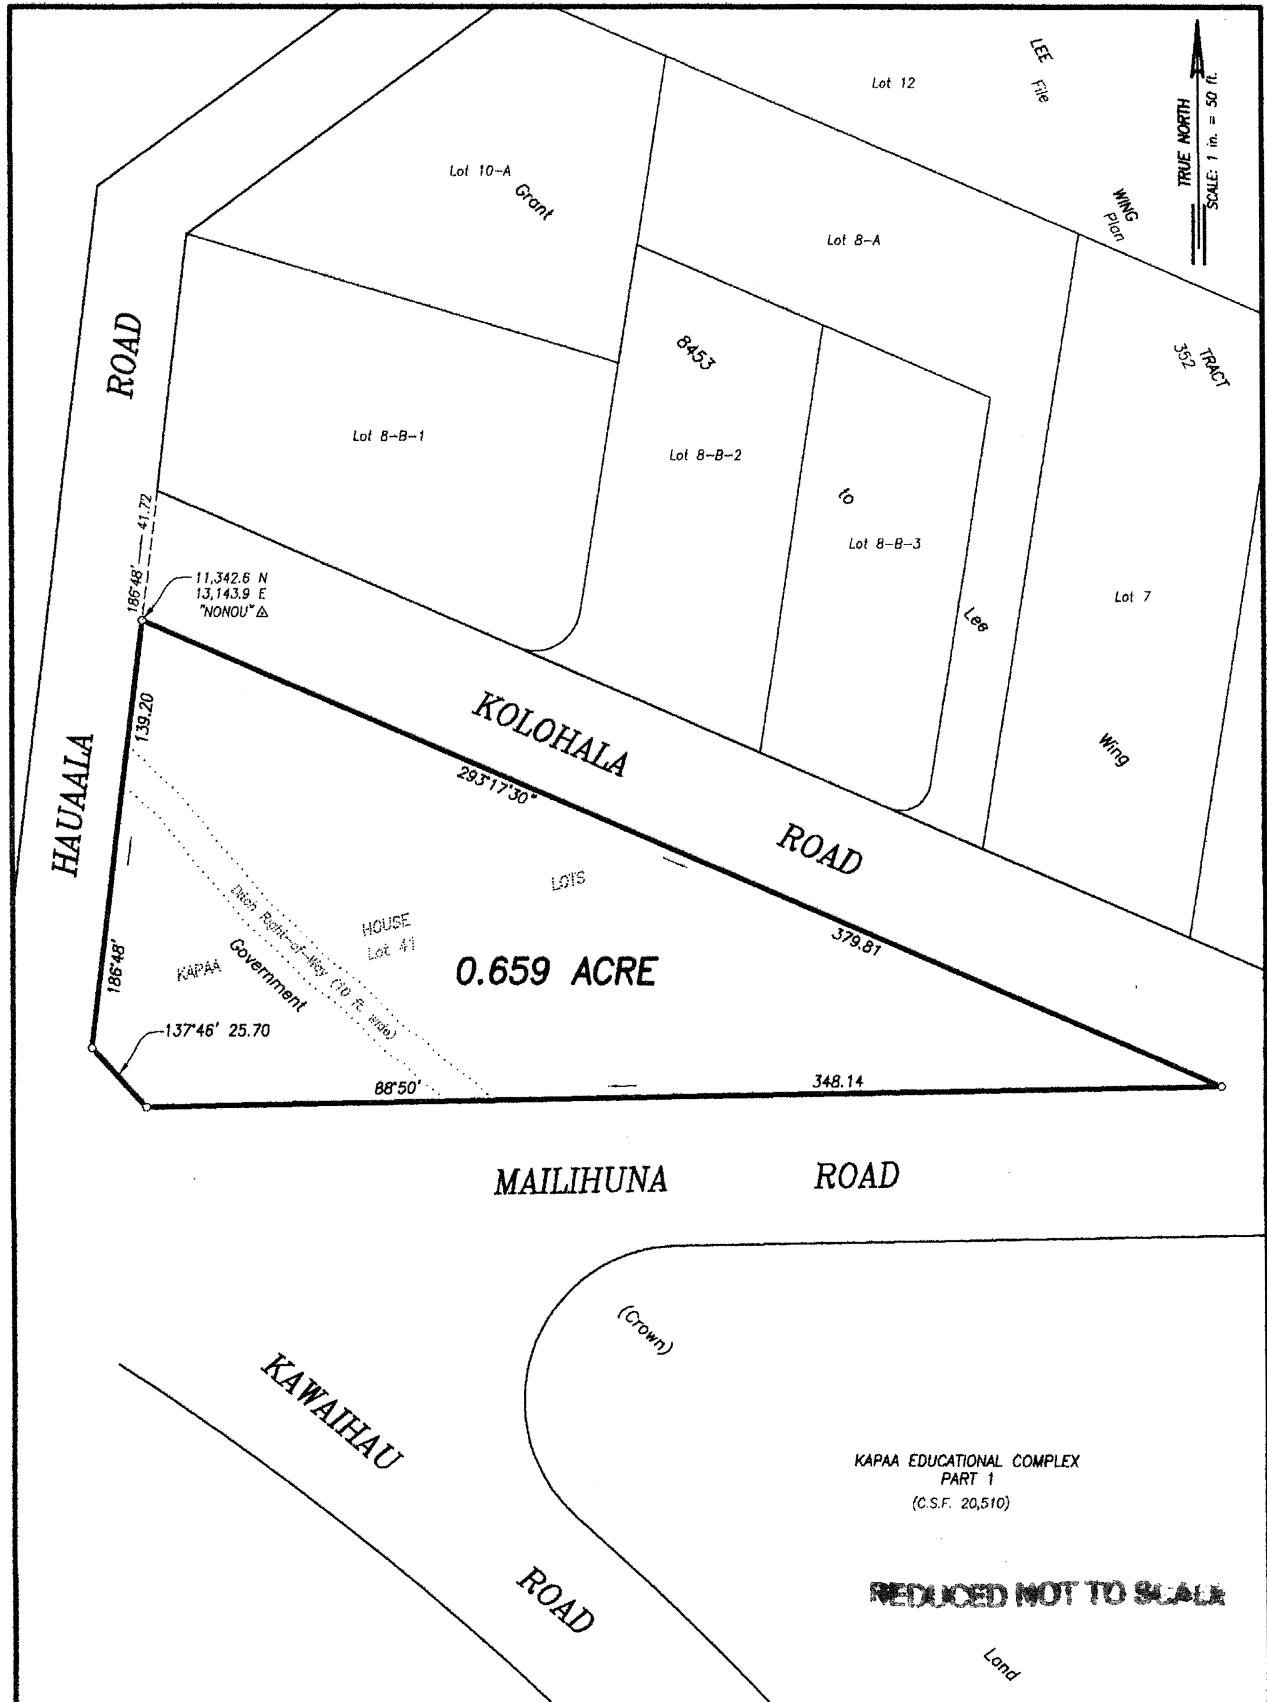 LEE
File
Lot 12
TRUE NORTH
SCALE: 1 in. = 50 ft.
Lot 10-A
Grant
WING
Plan
Lot 8-A
ROAD
8453
TRACT
352
Lot 8-B-1
Lot 8-B-2
to
Lot 8-B-3
186°48' 41.72
11,342.6 N
13,143.9 E
"NONOU"
Lot 7
Lee
139.20
KOLOHALA
Wing
HAUAALA
293°17'30"
ROAD
LOTS
Ditch Right-of-Way (10 ft. wide)
HOUSE
Lot 41
379.81
Government
KAPAA
186°48'
0.659 ACRE
137°46' 25.70
88°50'
348.14
MAILIHUNA ROAD
(Crown)
KAWAIHAU
KAPAA EDUCATIONAL COMPLEX
PART 1
(C.S.F. 20,510)
ROAD
REDUCED NOT TO SCALE
Land